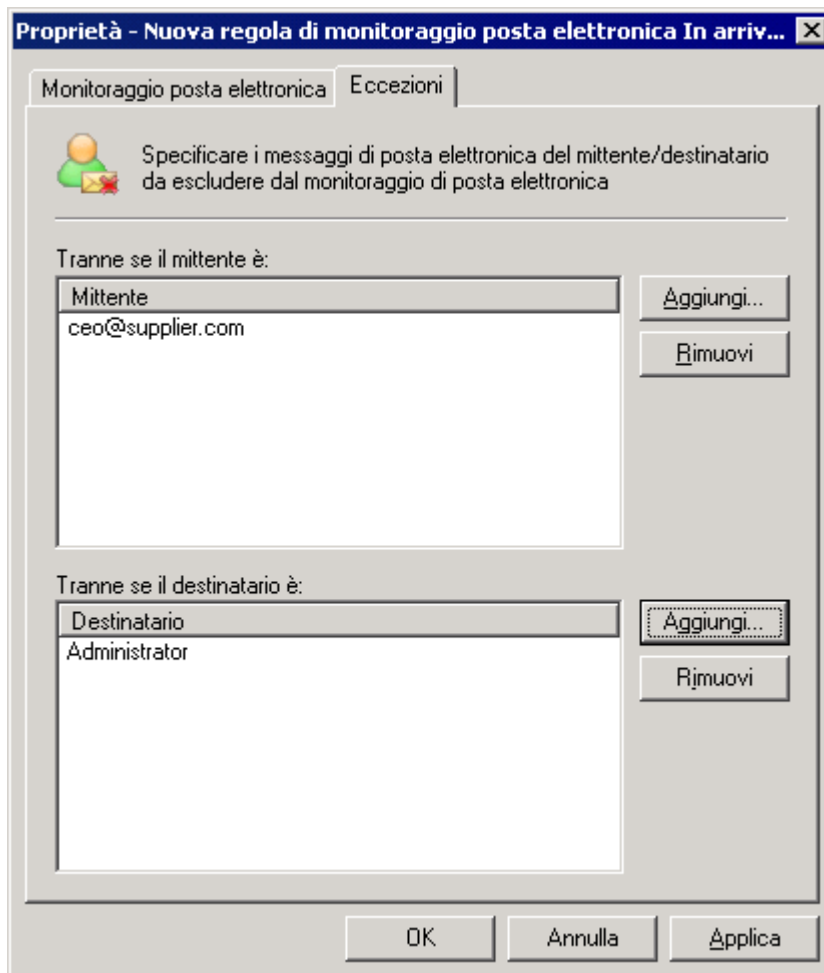 Proprietà - Nuova regola di monitoraggio posta elettronica In arriv...
Monitoraggio posta elettronica
Eccezioni
Specificare i messaggi di posta elettronica del mittente/destinatario
da escludere dal monitoraggio di posta elettronica
Tranne se il mittente è:
Mittente
Aggiungi...
ceo@supplier.com
Rimuovi
Tranne se il destinatario è:
Destinatario
Aggiungi...
Administrator
Rimuovi
OK
Annulla
Applica